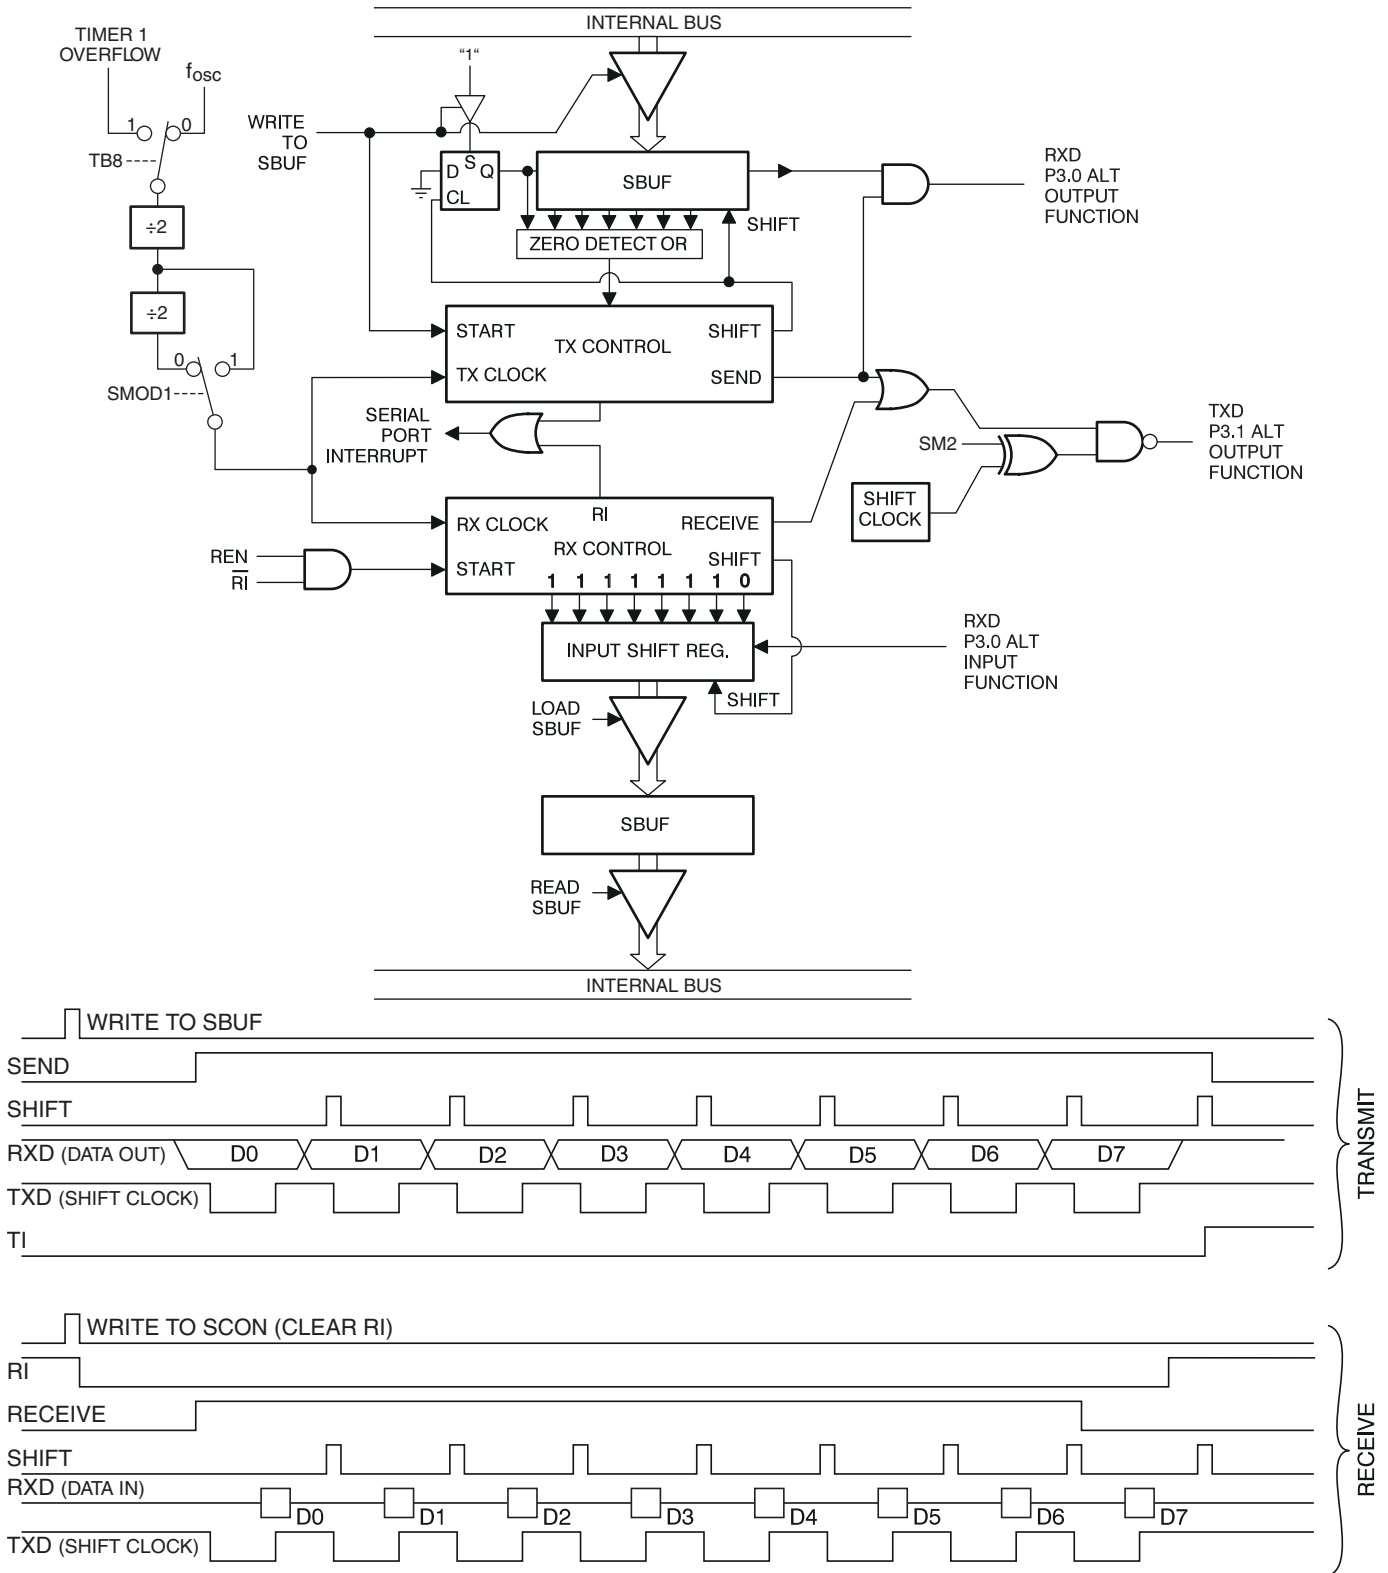 INTERNAL BUS
TIMER 1
OVERFLOW
fosc
"1"
1
0
TB8
WRITE
TO
SBUF
D
S
Q
CL
SBUF
SHIFT
ZERO DETECT OR
RXD
P3.0 ALT
OUTPUT
FUNCTION
÷2
÷2
0
1
SMOD1
START
SHIFT
TX CONTROL
TX CLOCK
SEND
SERIAL
PORT
INTERRUPT
SM2
TXD
P3.1 ALT
OUTPUT
FUNCTION
SHIFT
CLOCK
RX CLOCK
RI
RECEIVE
RX CONTROL
SHIFT
START
REN
RI
1 1 1 1 1 1 1 0
INPUT SHIFT REG.
RXD
P3.0 ALT
INPUT
FUNCTION
SHIFT
LOAD
SBUF
SBUF
READ
SBUF
INTERNAL BUS
WRITE TO SBUF
SEND
SHIFT
RXD (DATA OUT)
D0 D1 D2 D3 D4 D5 D6 D7
TXD (SHIFT CLOCK)
TI
TRANSMIT
WRITE TO SCON (CLEAR RI)
RI
RECEIVE
SHIFT
RXD (DATA IN)
D0 D1 D2 D3 D4 D5 D6 D7
TXD (SHIFT CLOCK)
RECEIVE